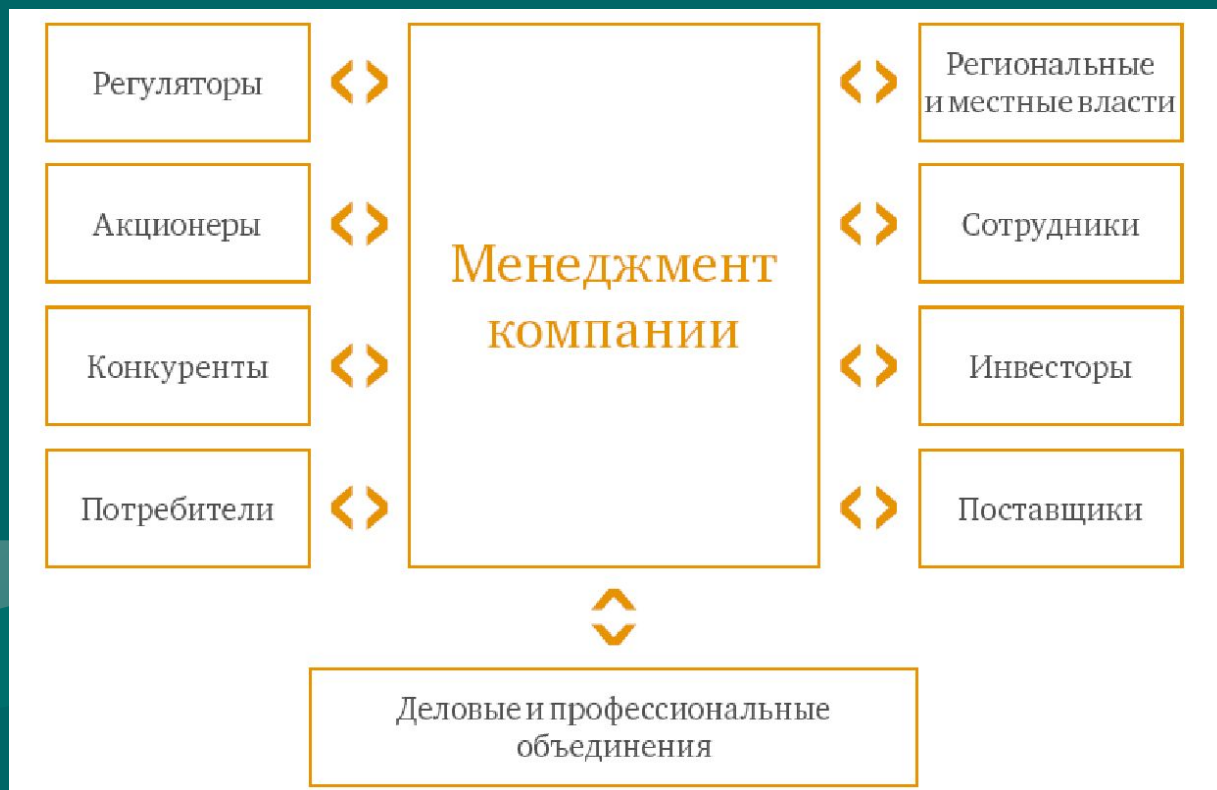 Регуляторы
Акционеры
Конкуренты
Потребители
Менеджмент
компании
Региональные
и местные власти
Сотрудники
Инвесторы
Поставщики
Деловые и профессиональные
объединения